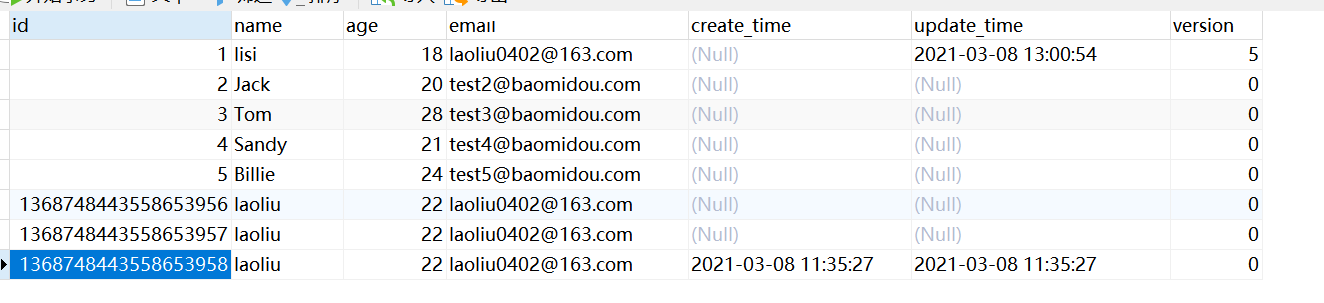 id name age email create_time update_time version
1 lisi 18 laoliu0402@163.com (Null) 2021-03-08 13:00:54 5
2 Jack 20 test2@baomidou.com (Null) (Null) 0
3 Tom 28 test3@baomidou.com (Null) (Null) 0
4 Sandy 21 test4@baomidou.com (Null) (Null) 0
5 Billie 24 test5@baomidou.com (Null) (Null) 0
1368748443558653956 laoliu 22 laoliu0402@163.com (Null) (Null) 0
1368748443558653957 laoliu 22 laoliu0402@163.com (Null) (Null) 0
1368748443558653958 laoliu 22 laoliu0402@163.com 2021-03-08 11:35:27 2021-03-08 11:35:27 0